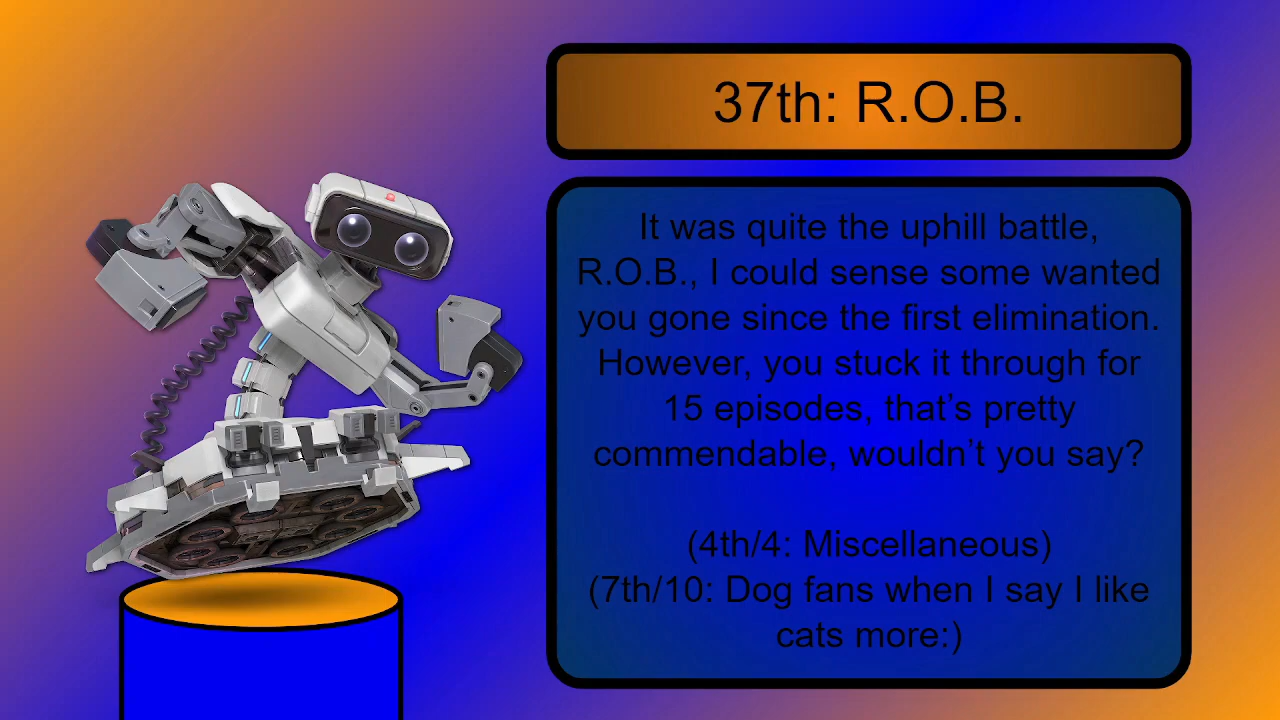 37th: R.O.B.
It was quite the uphill battle,
R.O.B., I could sense some wanted
you gone since the first elimination.
However, you stuck it through for
15 episodes, that’s pretty
commendable, wouldn’t you say?
(4th/4: Miscellaneous)
(7th/10: Dog fans when I say I like
cats more:)